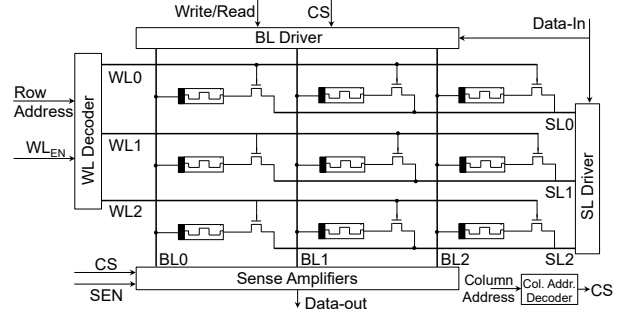 Write/Read
CS
Data-In
BL Driver
WL0
Row
Address
SL0
WL Decoder
WL1
WLEN
SL1
SL Driver
WL2
BL0
BL1
BL2
SL2
CS
Sense Amplifiers
Column
Address
Col. Addr.
Decoder
CS
SEN
Data-out